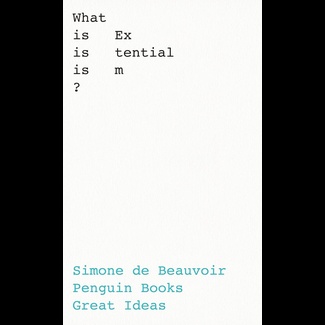 What
is Ex
is tential
is m
?
Simone de Beauvoir
Penguin Books
Great Ideas